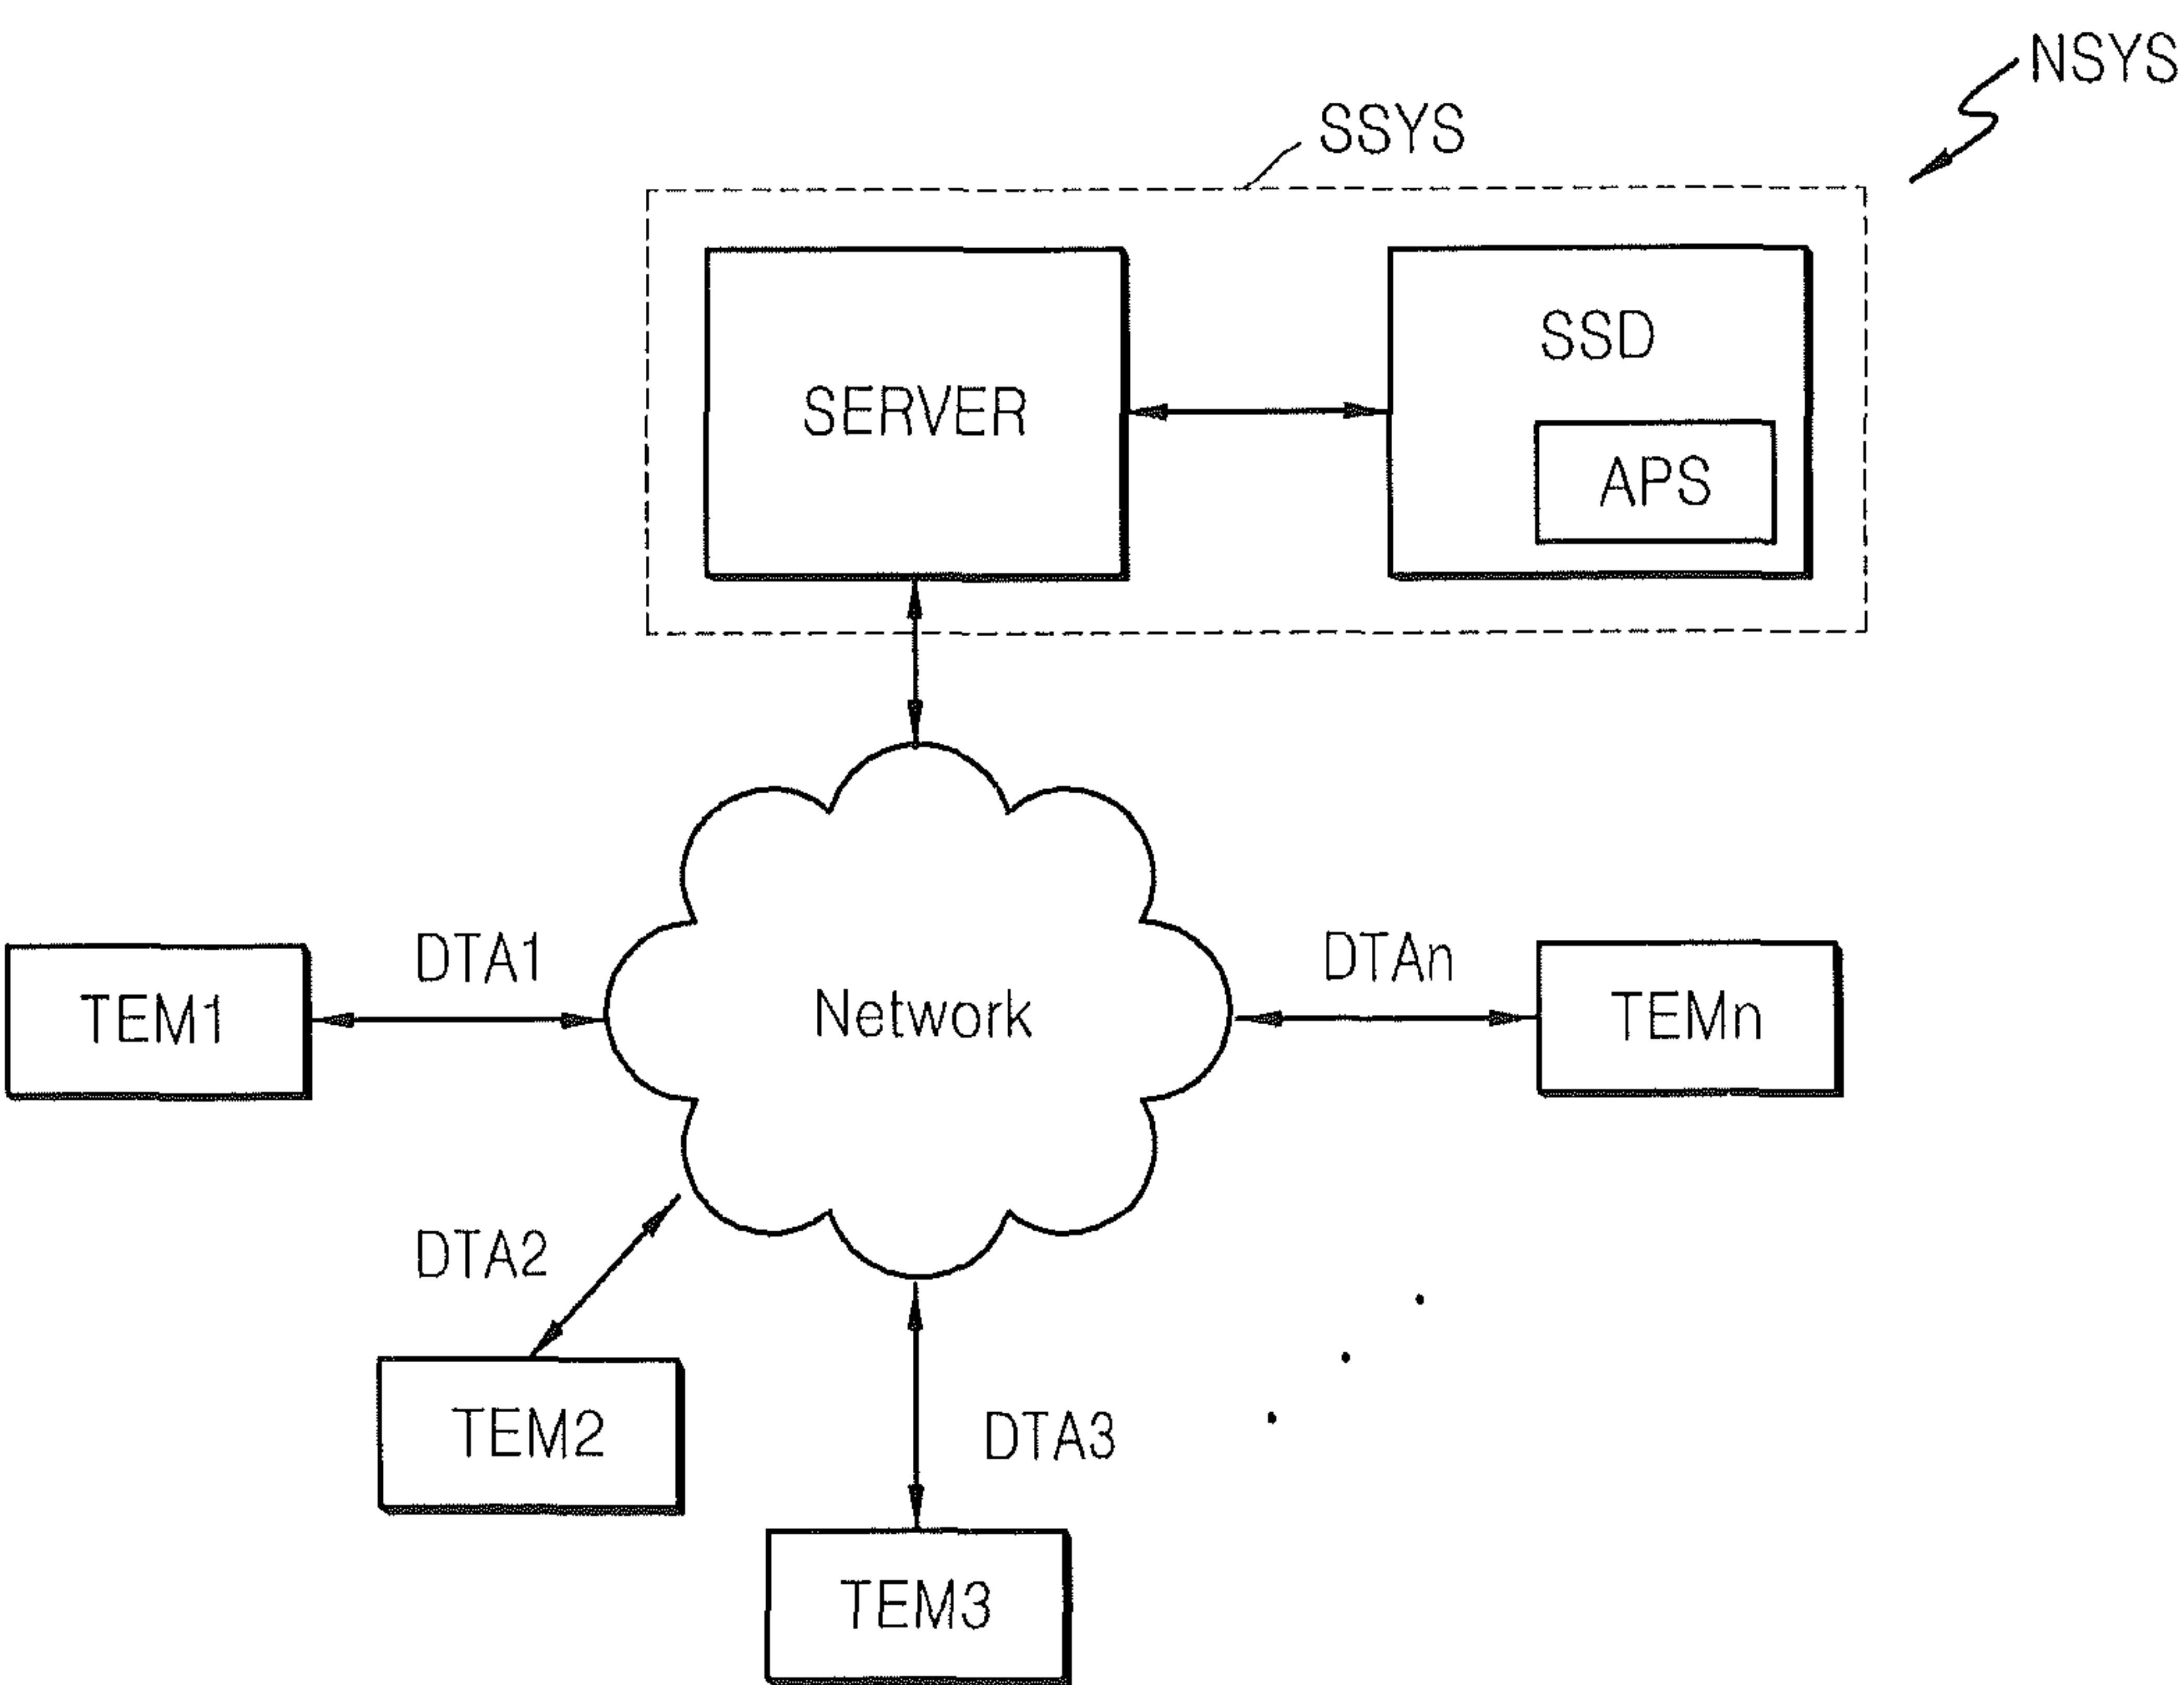 NSYS
SSYS
SERVER
SSD
APS
Network
DTA1
TEM1
DTAn
TEMn
DTA2
TEM2
DTA3
TEM3